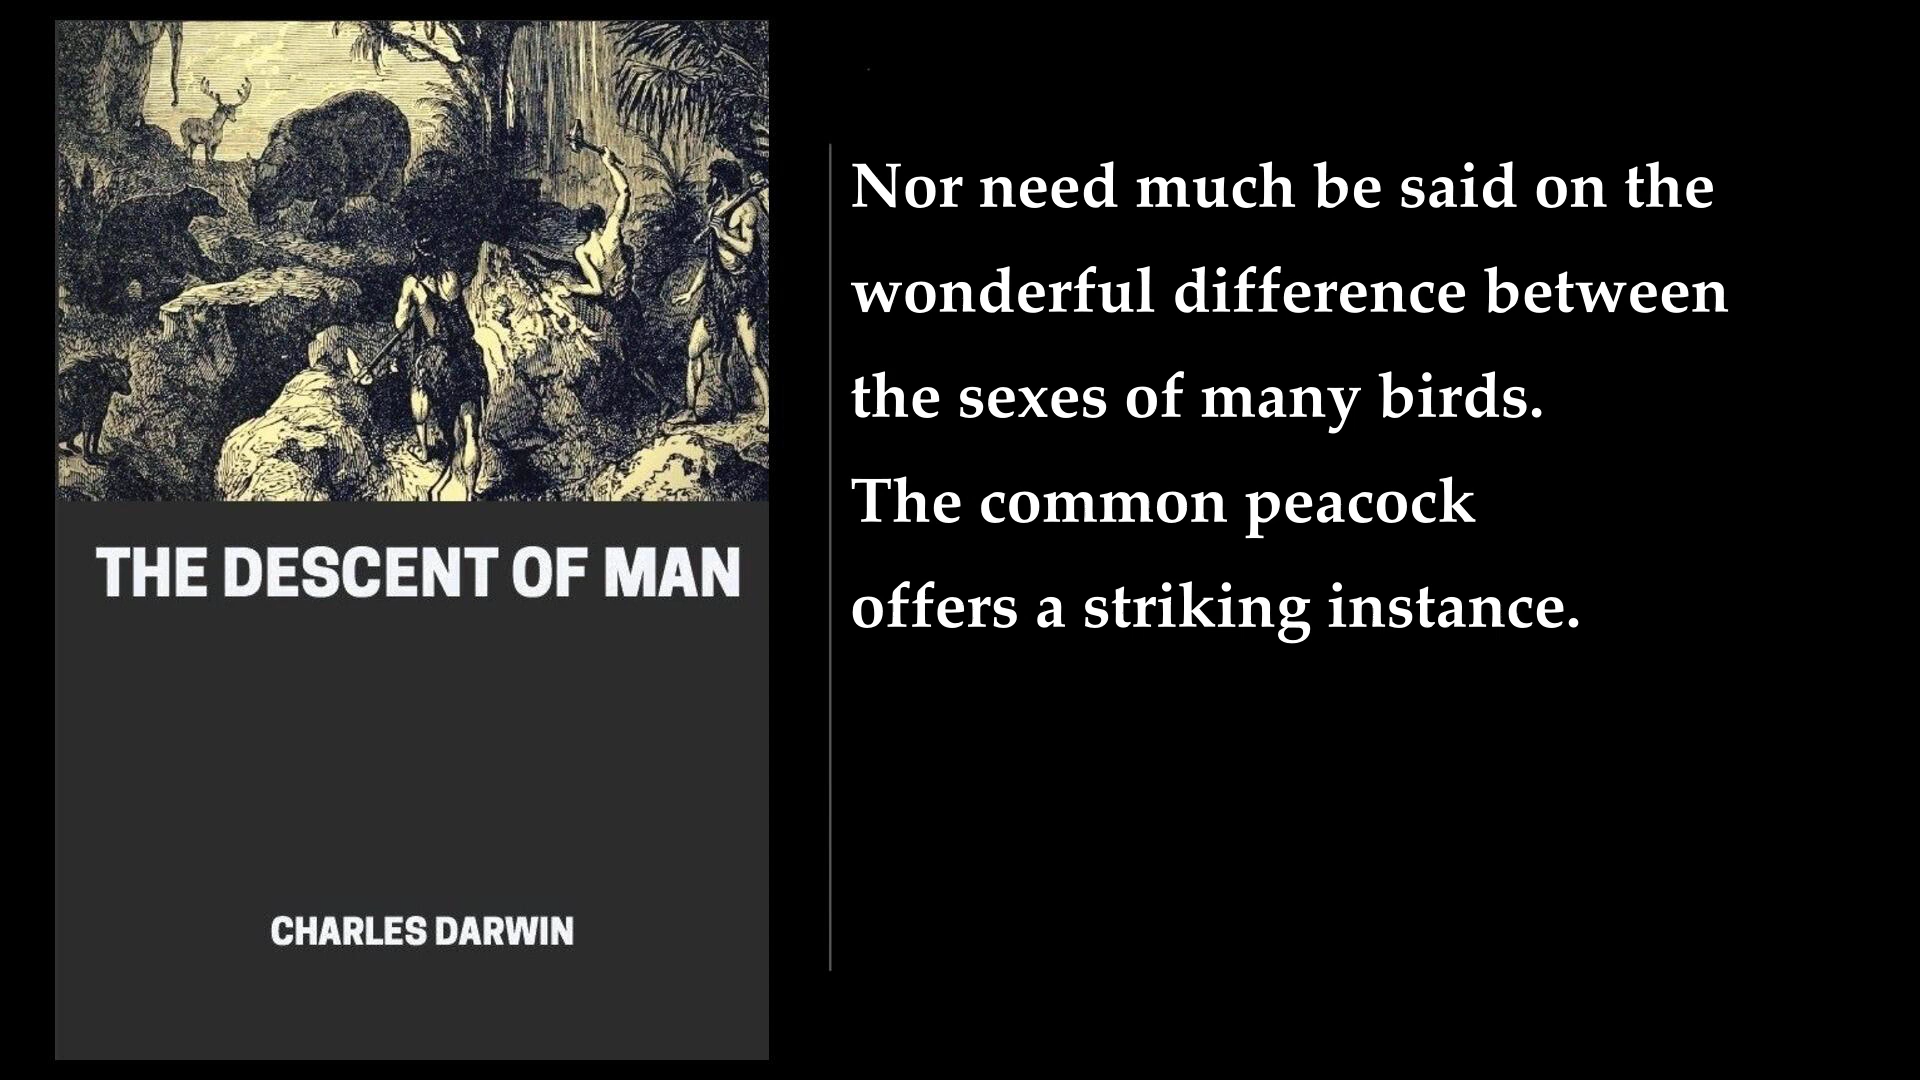 THE DESCENT OF MAN
CHARLES DARWIN
Nor need much be said on the
wonderful difference between
the sexes of many birds.
The common peacock
offers a striking instance.